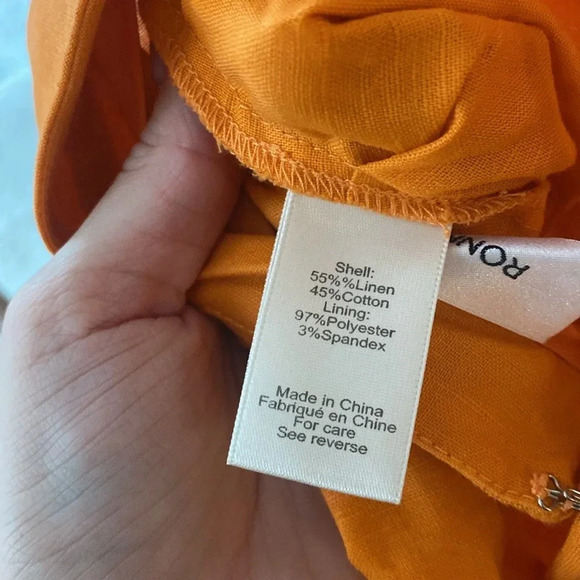 Shell:
55%%Linen
45%Cotton
Lining:
97%Polyester
3%Spandex
Made in China
Fabriqué en Chine
For care
See reverse